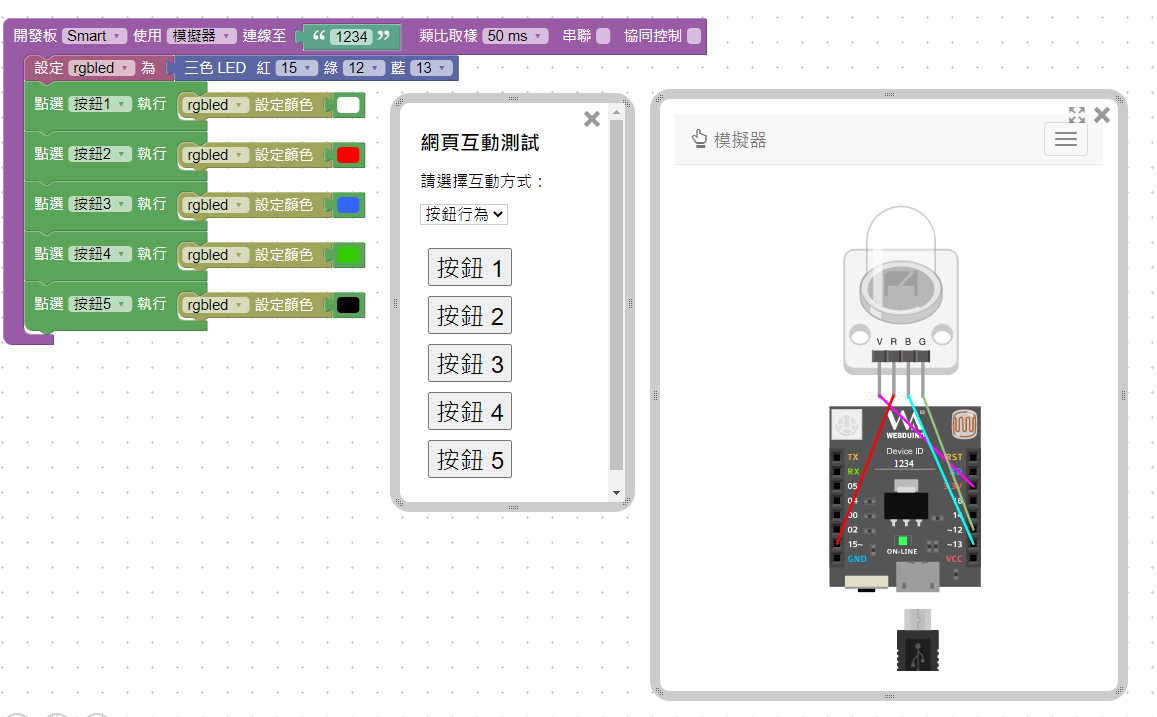 開發板 Smart 使用 模擬器 連線至 “ 1234 ” 類比取樣 50 ms 串聯 協同控制
設定 rgbled 為 三色 LED 紅 15 綠 12 藍 13
點選 按鈕1 執行 rgbled 設定顏色
點選 按鈕2 執行 rgbled 設定顏色
點選 按鈕3 執行 rgbled 設定顏色
點選 按鈕4 執行 rgbled 設定顏色
點選 按鈕5 執行 rgbled 設定顏色
網頁互動測試
請選擇互動方式：
按鈕行為
按鈕 1
按鈕 2
按鈕 3
按鈕 4
按鈕 5
模擬器
V R B G
WEBDUINO
Device ID
1234
TX RST
RX
05 3.3V
04 16
00 14
02 ~12
15~ ~13
ON-LINE
GND VCC